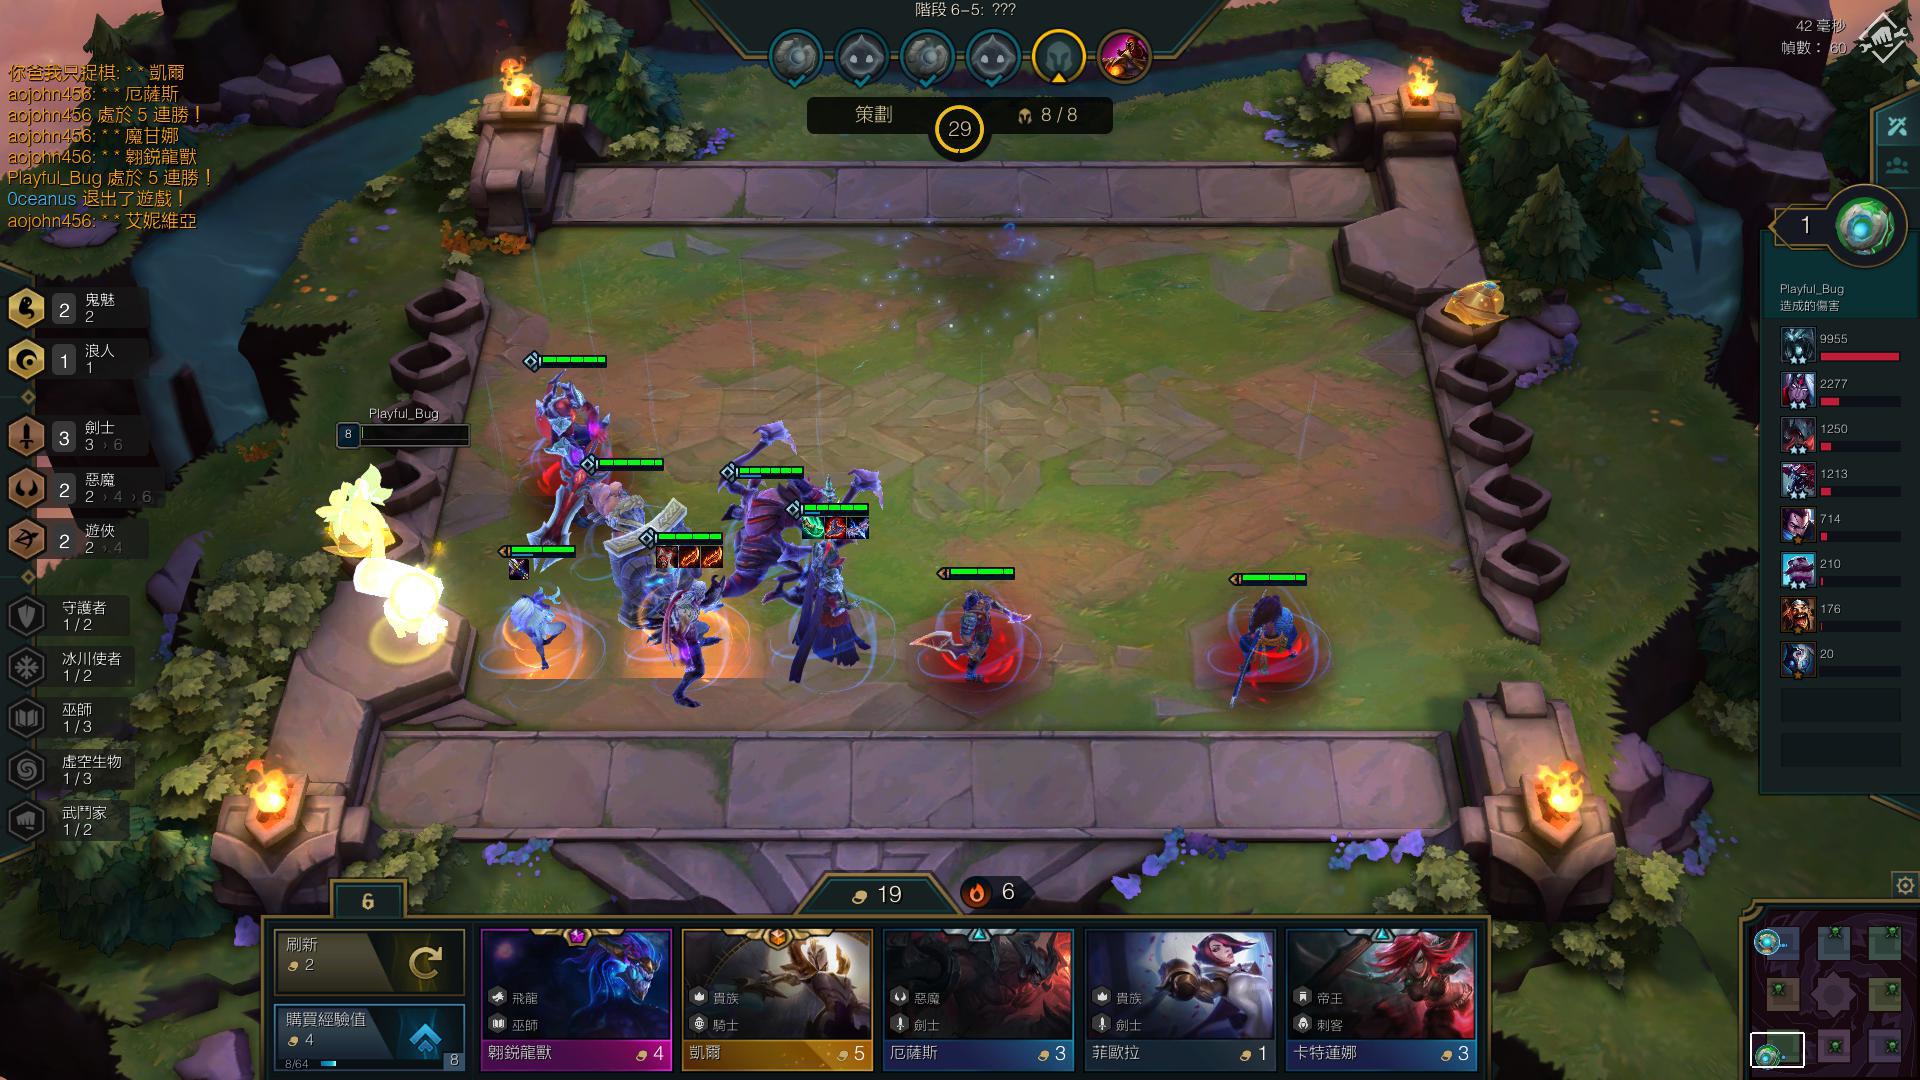 階段 6-5: ???
42 毫秒
幀數： 60
你爸我只捉棋: * * 凱爾
aojohn456: * * 厄薩斯
aojohn456 處於 5 連勝！
aojohn456: * * 魔甘娜
aojohn456: * * 翱銳龍獸
Playful_Bug 處於 5 連勝！
0ceanus 退出了遊戲！
aojohn456: * * 艾妮維亞
策劃
29
8 / 8
1
Playful_Bug
造成的傷害
9955
2277
1250
1213
714
210
176
20
2
鬼魅
2
1
浪人
1
3
劍士
3 › 6
2
惡魔
2 › 4 › 6
2
遊俠
2 › 4
守護者
1 / 2
冰川使者
1 / 2
巫師
1 / 3
虛空生物
1 / 3
武鬥家
1 / 2
Playful_Bug
8
6
19
6
刷新
2
購買經驗值
4
8/64
8
飛龍
巫師
翱銳龍獸
4
貴族
騎士
凱爾
5
惡魔
劍士
厄薩斯
3
貴族
劍士
菲歐拉
1
帝王
刺客
卡特蓮娜
3